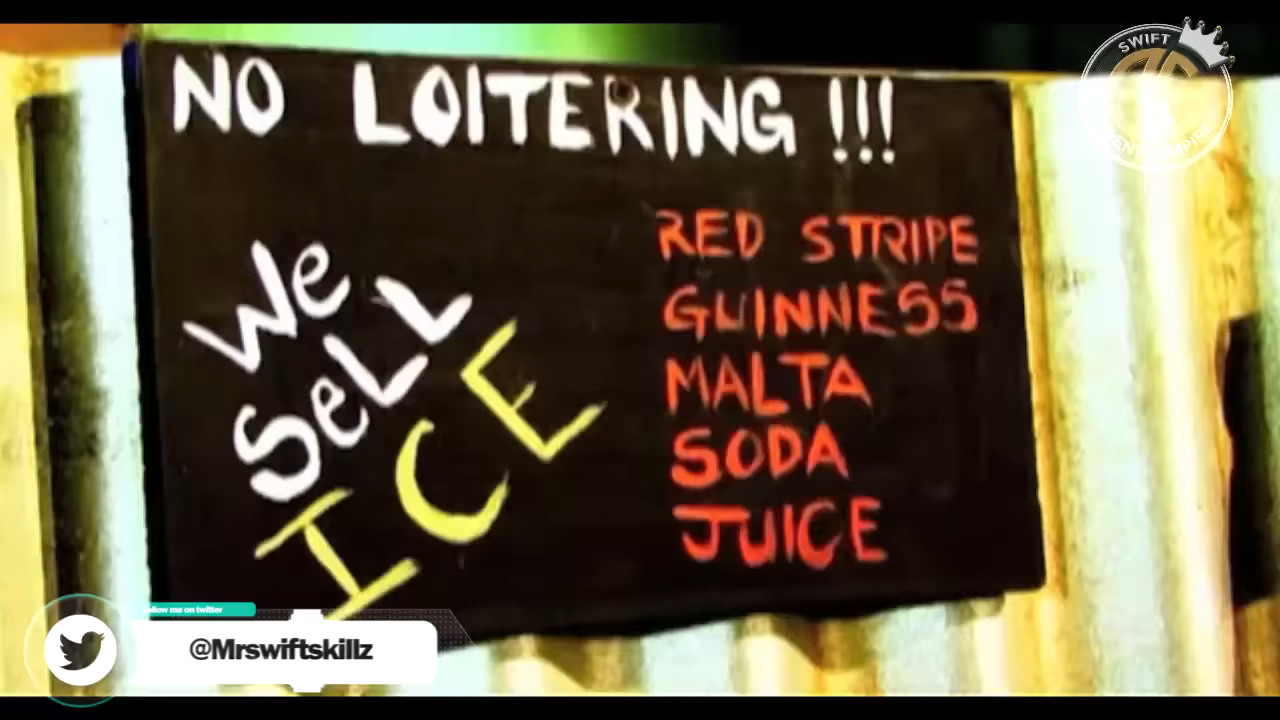 NO LOITERING !!!
We
SeLL
ICE
RED STRIPE
GUINNESS
MALTA
SODA
JUICE
SWIFT
follow me on twitter
@Mrswiftskillz